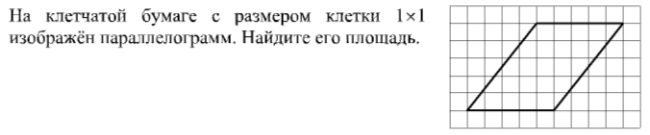 На клетчатой бумаге с размером клетки 1×1
изображён параллелограмм. Найдите его площадь.